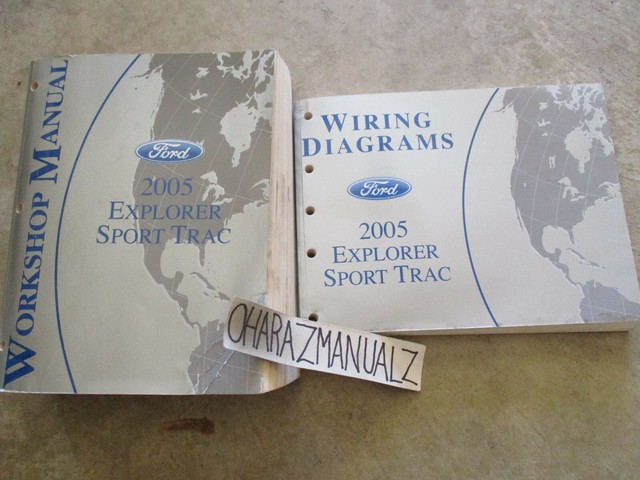 WORKSHOP MANUAL
Ford
2005
EXPLORER
SPORT TRAC
WIRING
DIAGRAMS
Ford
2005
EXPLORER
SPORT TRAC
OHARAZMANUALZ